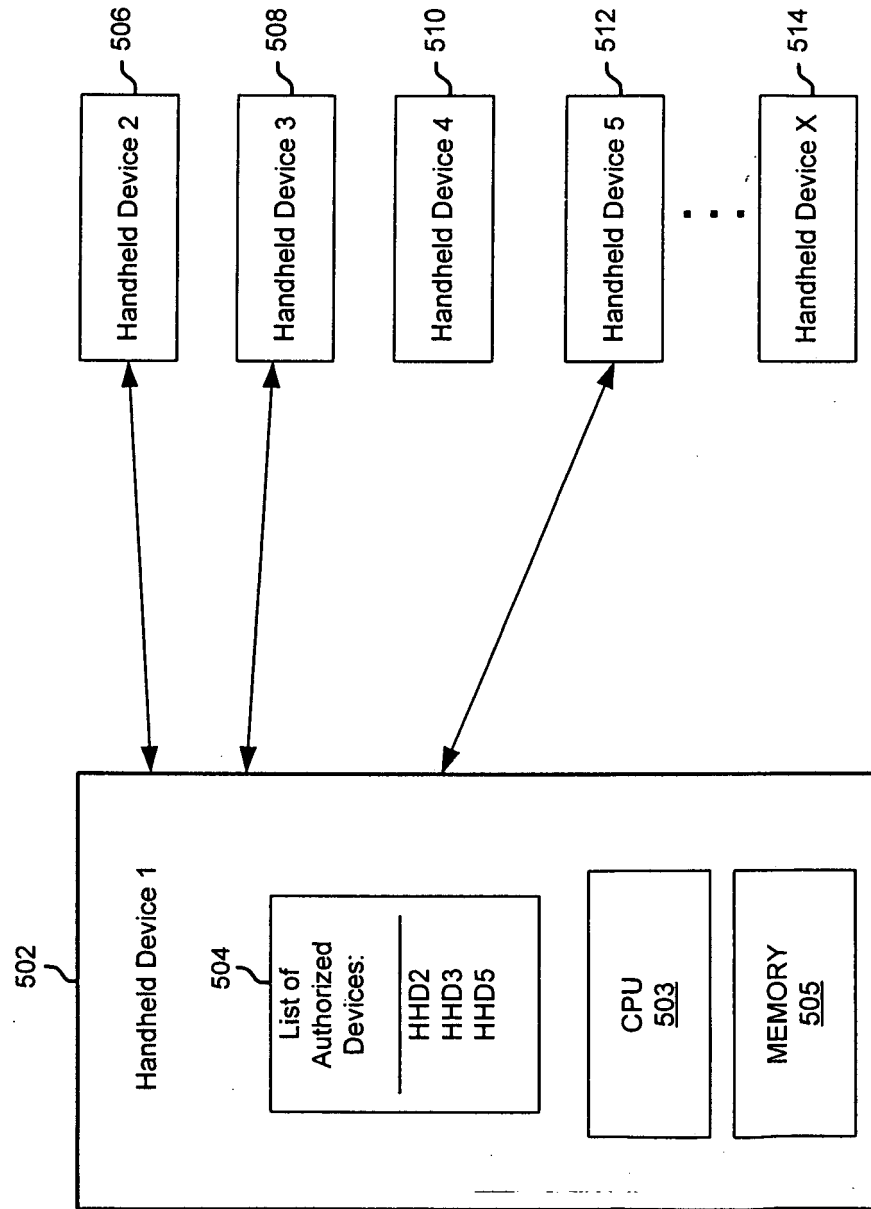 502
Handheld Device 1
504
List of
Authorized
Devices:
HHD2
HHD3
HHD5
CPU
503
MEMORY
505
Handheld Device 2
506
Handheld Device 3
508
Handheld Device 4
510
Handheld Device 5
512
Handheld Device X
514